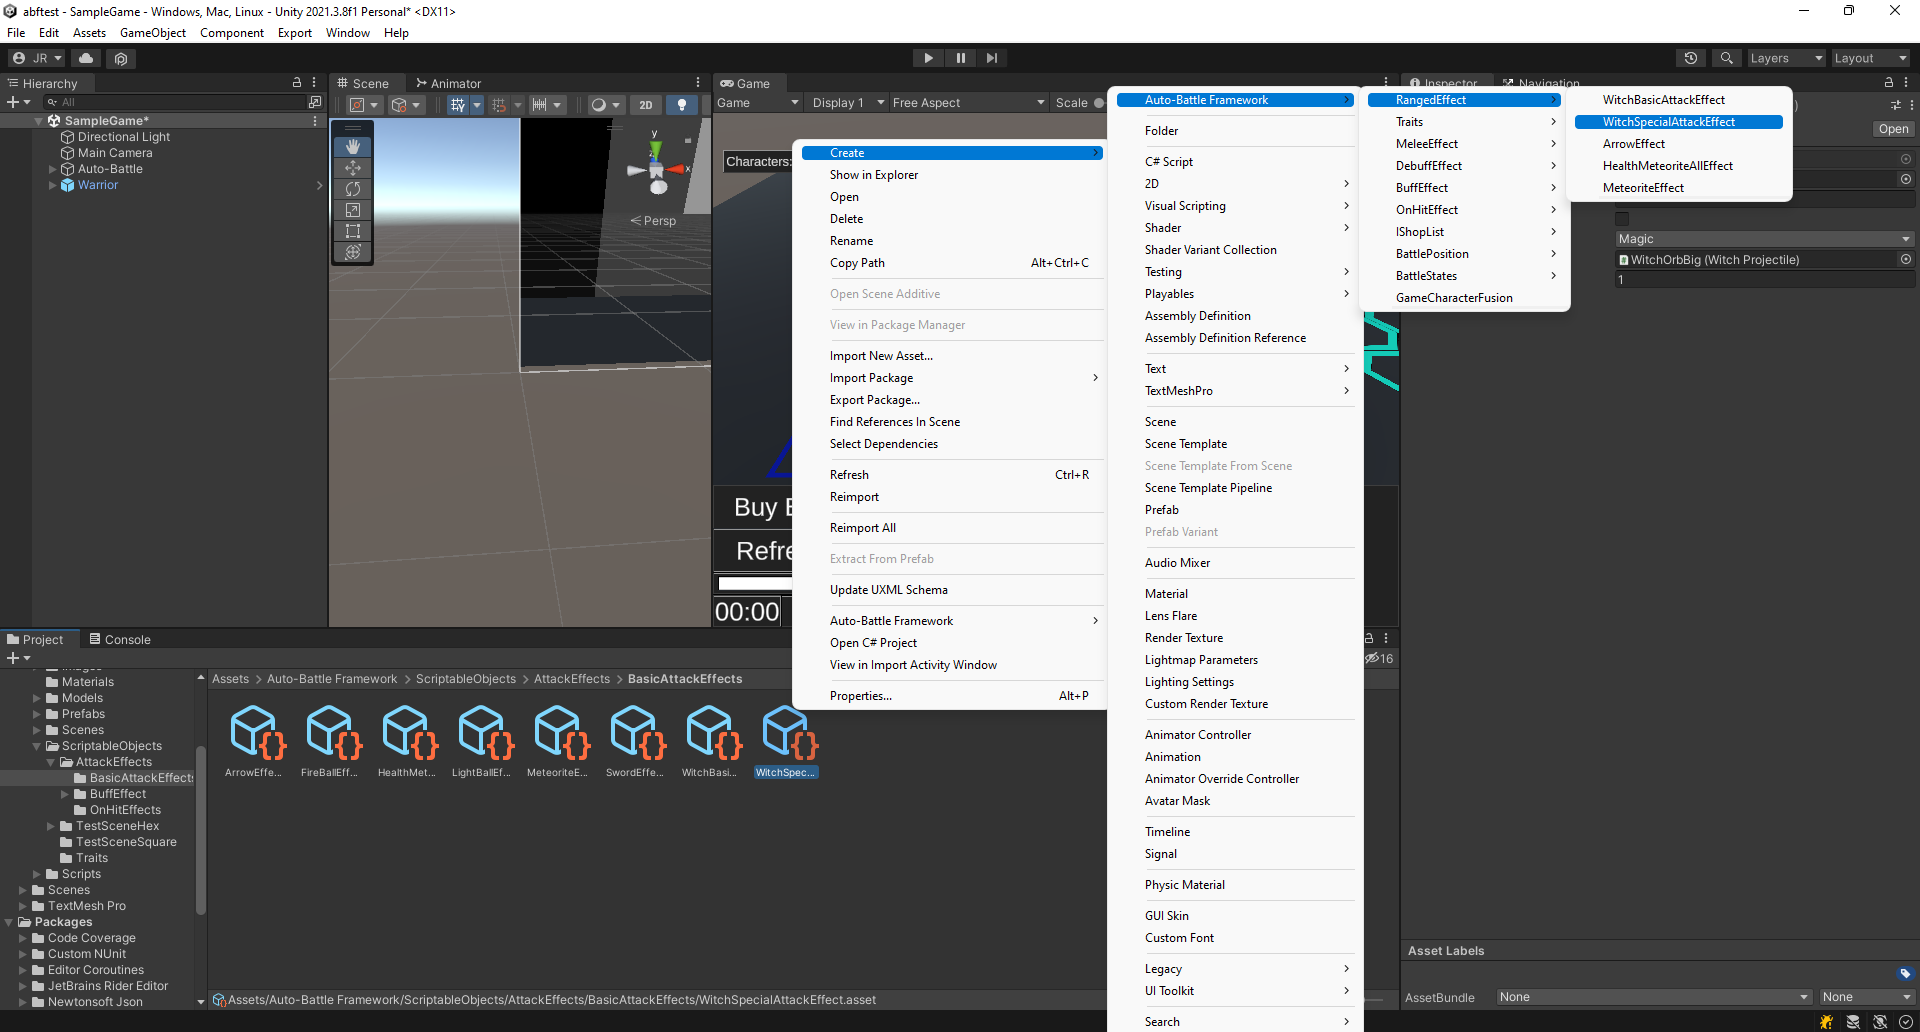 abftest - SampleGame - Windows, Mac, Linux - Unity 2021.3.8f1 Personal* <DX11>
File Edit Assets GameObject Component Export Window Help
JR
Layers
Layout
Hierarchy
All
SampleGame*
Directional Light
Main Camera
Auto-Battle
Warrior
Scene
Animator
2D
y
x
z
Persp
Game
Game
Display 1
Free Aspect
Scale
Characters:
Buy
Refre
00:00
Create
Show in Explorer
Open
Delete
Rename
Copy Path Alt+Ctrl+C
Open Scene Additive
View in Package Manager
Import New Asset...
Import Package
Export Package...
Find References In Scene
Select Dependencies
Refresh Ctrl+R
Reimport
Reimport All
Extract From Prefab
Update UXML Schema
Auto-Battle Framework
Open C# Project
View in Import Activity Window
Properties... Alt+P
Auto-Battle Framework
Folder
C# Script
2D
Visual Scripting
Shader
Shader Variant Collection
Testing
Playables
Assembly Definition
Assembly Definition Reference
Text
TextMeshPro
Scene
Scene Template
Scene Template From Scene
Scene Template Pipeline
Prefab
Prefab Variant
Audio Mixer
Material
Lens Flare
Render Texture
Lightmap Parameters
Lighting Settings
Custom Render Texture
Animator Controller
Animation
Animator Override Controller
Avatar Mask
Timeline
Signal
Physic Material
GUI Skin
Custom Font
Legacy
UI Toolkit
Search
RangedEffect
Traits
MeleeEffect
DebuffEffect
BuffEffect
OnHitEffect
IShopList
BattlePosition
BattleStates
GameCharacterFusion
WitchBasicAttackEffect
WitchSpecialAttackEffect
ArrowEffect
HealthMeteoriteAllEffect
MeteoriteEffect
Inspector
Navigation
Open
Magic
WitchOrbBig (Witch Projectile)
1
Asset Labels
AssetBundle None None
Project
Console
16
Materials
Models
Prefabs
Scenes
ScriptableObjects
AttackEffects
BasicAttackEffects
BuffEffect
OnHitEffects
TestSceneHex
TestSceneSquare
Traits
Scripts
Scenes
TextMesh Pro
Packages
Code Coverage
Custom NUnit
Editor Coroutines
JetBrains Rider Editor
Newtonsoft Json
Assets > Auto-Battle Framework > ScriptableObjects > AttackEffects > BasicAttackEffects
ArrowEffe...
FireBallEff...
HealthMet...
LightBallEf...
MeteoriteE...
SwordEffe...
WitchBasi...
WitchSpec...
Assets/Auto-Battle Framework/ScriptableObjects/AttackEffects/BasicAttackEffects/WitchSpecialAttackEffect.asset